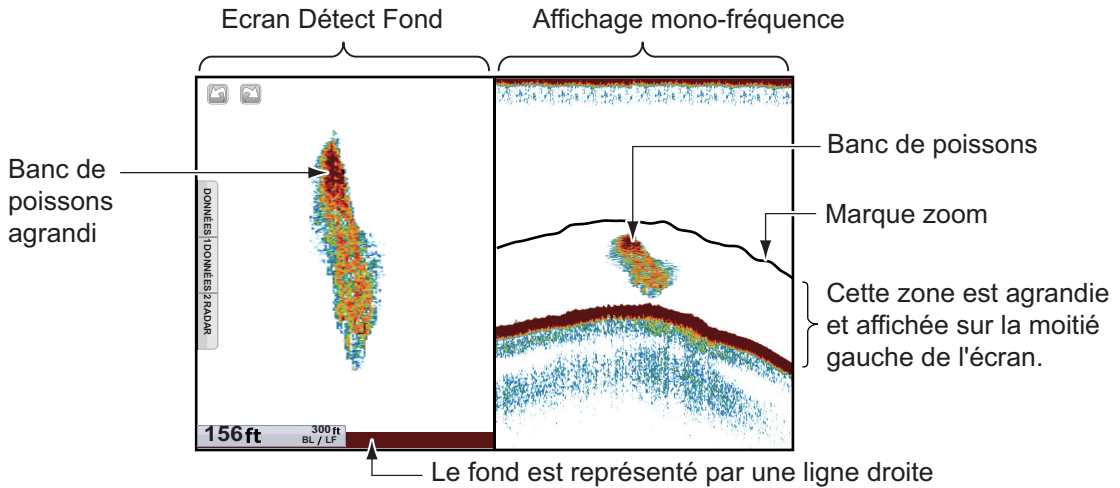 Ecran Détect Fond
Affichage mono-fréquence
Banc de
poissons
agrandi
DONNÉES 1
DONNÉES 2
RADAR
156ft
300 ft
BL / LF
Banc de poissons
Marque zoom
Cette zone est agrandie
et affichée sur la moitié
gauche de l'écran.
Le fond est représenté par une ligne droite